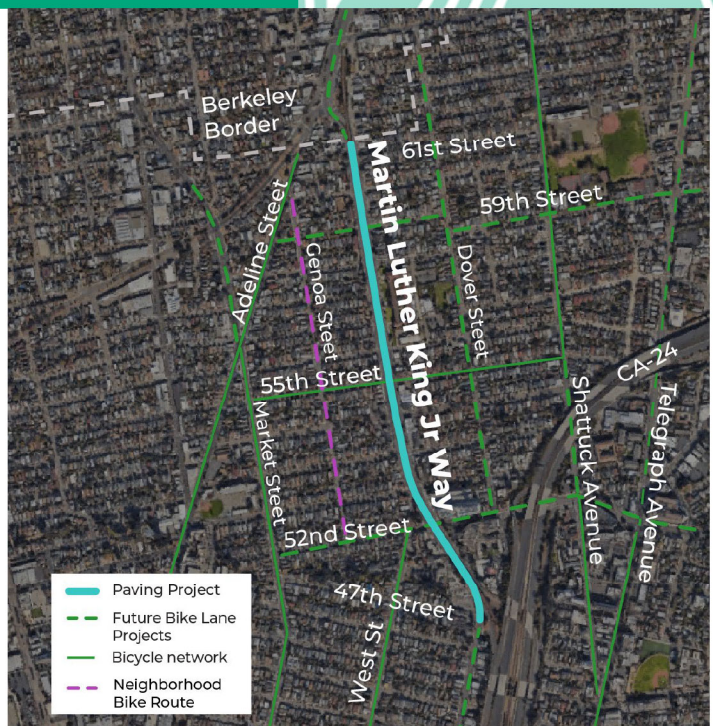 Berkeley
Border
61st Street
Martin Luther King Jr Way
59th Street
Adeline Street
Genoa Street
Dover Street
CA-24
55th Street
Market Street
Shattuck Avenue
Telegraph Avenue
52nd Street
47th Street
West St
Paving Project
Future Bike Lane
Projects
Bicycle network
Neighborhood
Bike Route